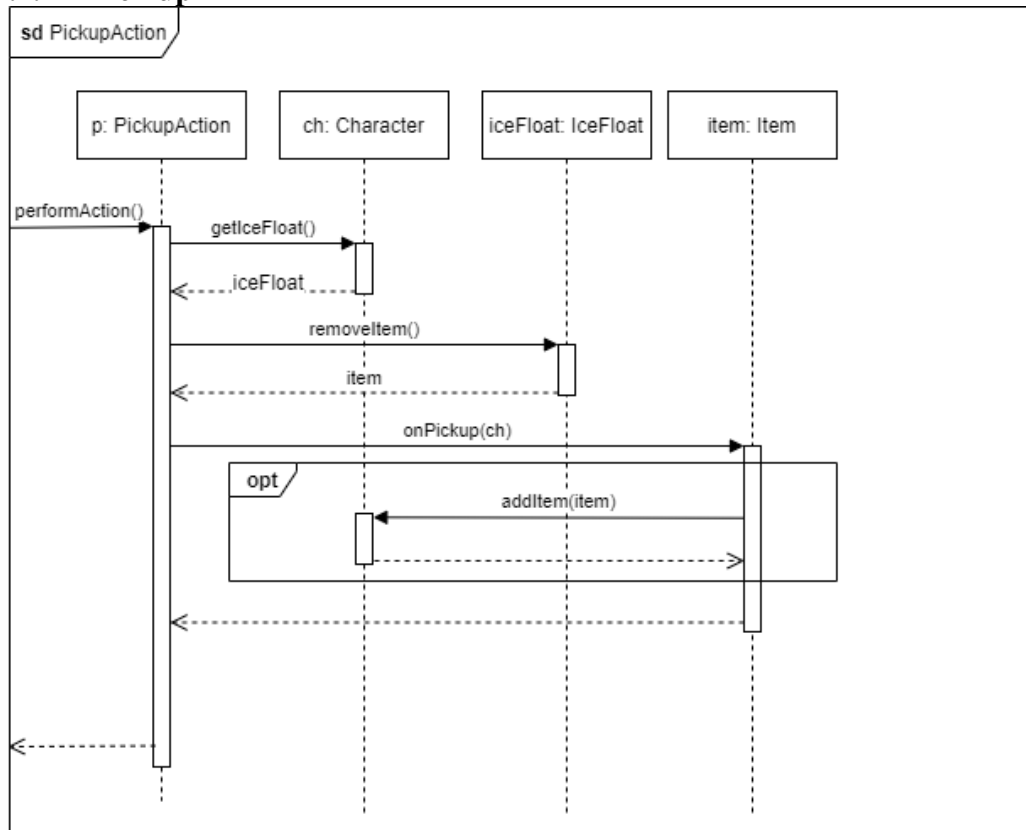 sd PickupAction
p: PickupAction
ch: Character
iceFloat: IceFloat
item: Item
performAction()
getIceFloat()
iceFloat
removeItem()
item
onPickup(ch)
opt
addItem(item)